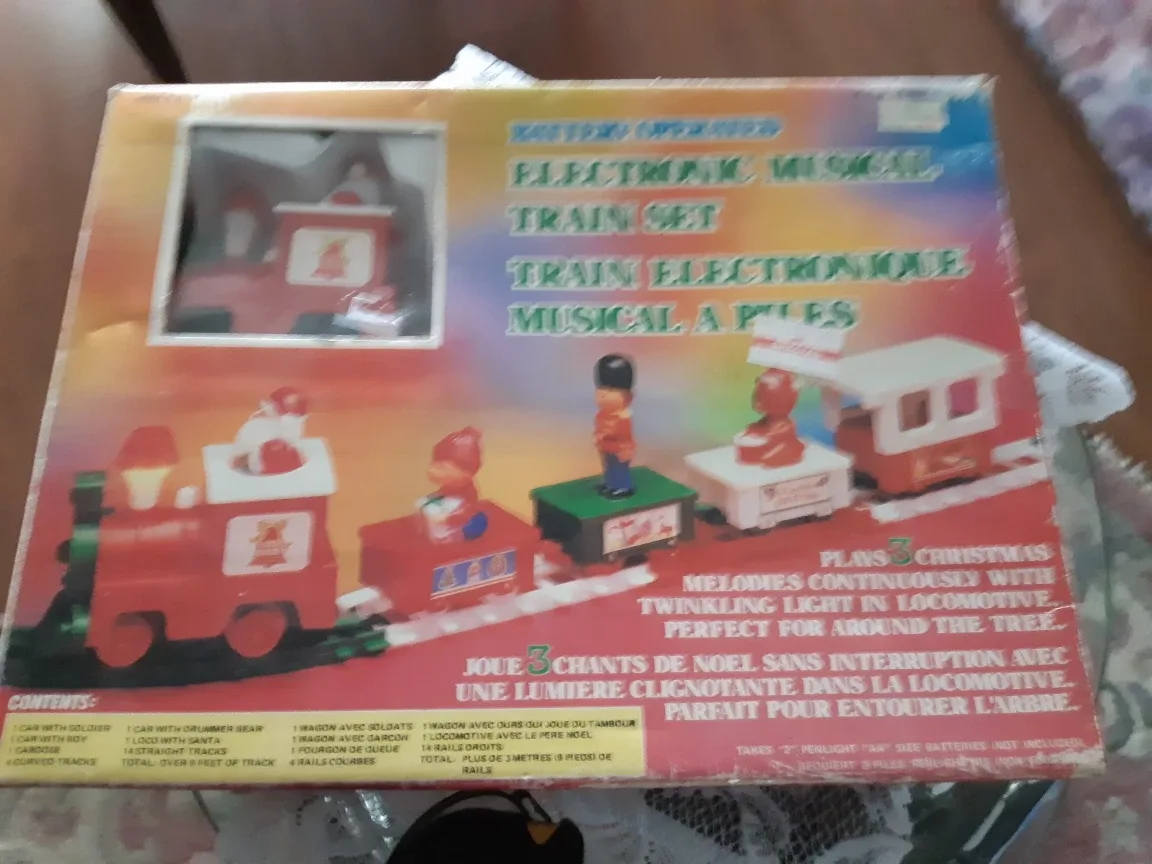 BATTERY OPERATED
ELECTRONIC MUSICAL
TRAIN SET
TRAIN ELECTRONIQUE
MUSICAL A PILES
PLAYS 3 CHRISTMAS
MELODIES CONTINUOUSLY WITH
TWINKLING LIGHT IN LOCOMOTIVE.
PERFECT FOR AROUND THE TREE.
JOUE 3 CHANTS DE NOEL SANS INTERRUPTION AVEC
UNE LUMIERE CLIGNOTANTE DANS LA LOCOMOTIVE.
PARFAIT POUR ENTOURER L'ARBRE.
CONTENTS:
1 CAR WITH SOLDIER
1 CAR WITH BOY
1 CABOOSE
4 CURVED TRACKS
1 CAR WITH DRUMMER BEAR
1 LOCO WITH SANTA
14 STRAIGHT TRACKS
TOTAL: OVER 9 FEET OF TRACK
1 WAGON AVEC SOLDATS
1 WAGON AVEC GARCON
1 FOURGON DE QUEUE
4 RAILS COURBES
1 WAGON AVEC OURS QUI JOUE DU TAMBOUR
1 LOCOMOTIVE AVEC LE PERE NOEL
14 RAILS DROITS
TOTAL: PLUS DE 3 METRES (9 PIEDS) DE
RAILS
TAKES "2" PENLIGHT "AA" SIZE BATTERIES (NOT INCLUDED)